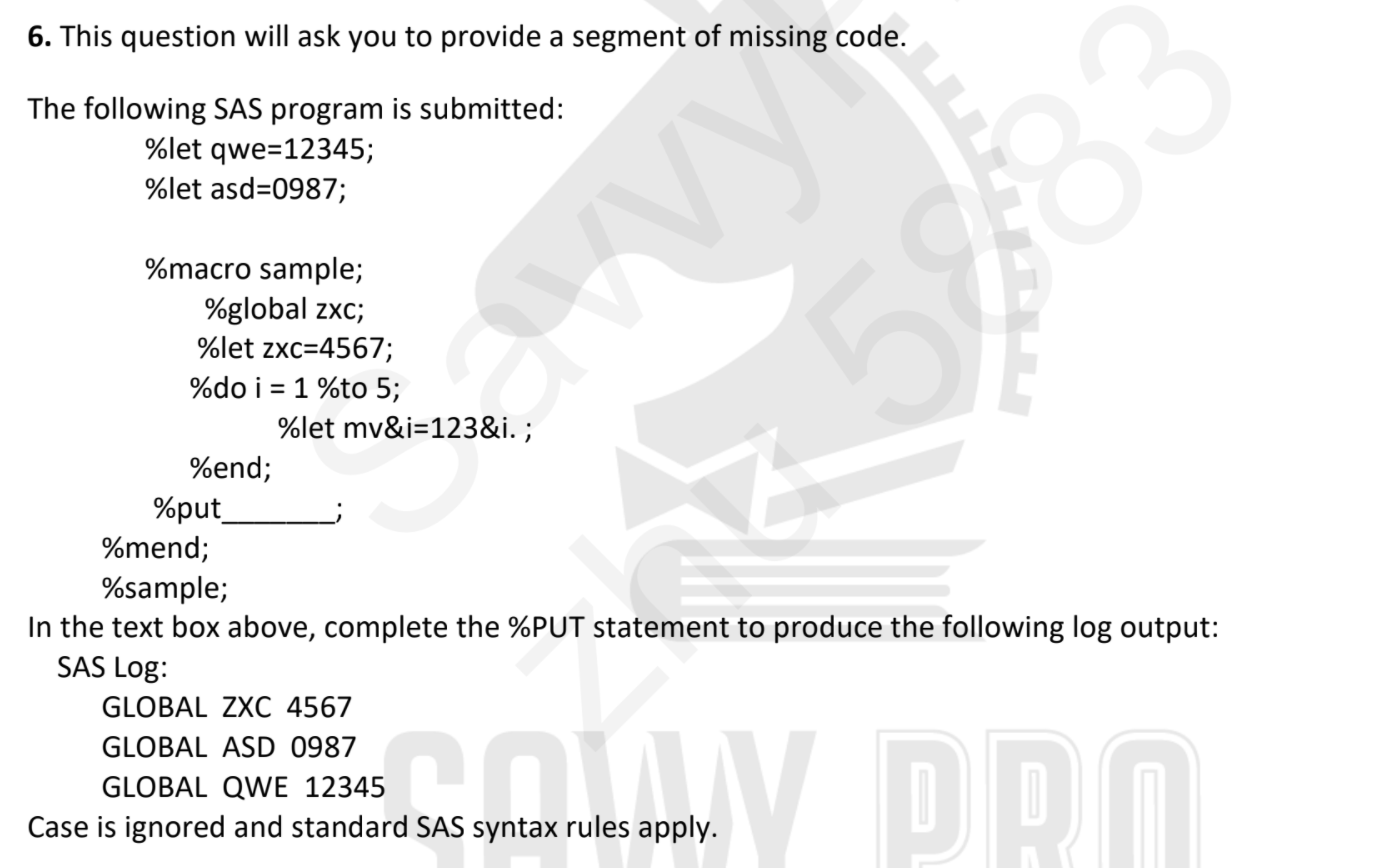 6. This question will ask you to provide a segment of missing code.
The following SAS program is submitted:
%let qwe=12345;
%let asd=0987;
%macro sample;
%global zxc;
%let zxc=4567;
%do i = 1 %to 5;
%let mv&i=123&i. ;
%end;
%put_______;
%mend;
%sample;
In the text box above, complete the %PUT statement to produce the following log output:
SAS Log:
GLOBAL ZXC 4567
GLOBAL ASD 0987
GLOBAL QWE 12345
Case is ignored and standard SAS syntax rules apply.
SAVVY PRO
zhu 5883